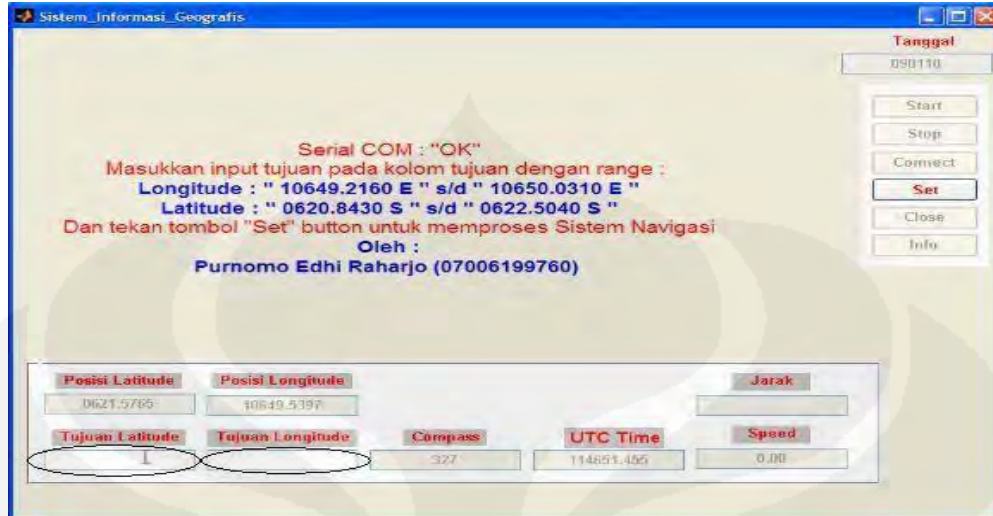 Sistem_Informasi_Geografis
Tanggal
090110
Start
Stop
Connect
Set
Close
Info
Serial COM : "OK"
Masukkan input tujuan pada kolom tujuan dengan range :
Longitude : " 10649.2160 E " s/d " 10650.0310 E "
Latitude : " 0620.8430 S " s/d " 0622.5040 S "
Dan tekan tombol "Set" button untuk memproses Sistem Navigasi
Oleh :
Purnomo Edhi Raharjo (07006199760)
Posisi Latitude Posisi Longitude Jarak
0621.5765 10649.5397
Tujuan Latitude Tujuan Longitude Compass UTC Time Speed
327 114651.455 0.00